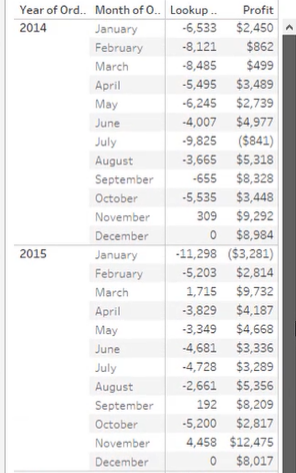 Year of Ord.. Month of O.. Lookup .. Profit
2014 January -6,533 $2,450
February -8,121 $862
March -8,485 $499
April -5,495 $3,489
May -6,245 $2,739
June -4,007 $4,977
July -9,825 ($841)
August -3,665 $5,318
September -655 $8,328
October -5,535 $3,448
November 309 $9,292
December 0 $8,984
2015 January -11,298 ($3,281)
February -5,203 $2,814
March 1,715 $9,732
April -3,829 $4,187
May -3,349 $4,668
June -4,681 $3,336
July -4,728 $3,289
August -2,661 $5,356
September 192 $8,209
October -5,200 $2,817
November 4,458 $12,475
December 0 $8,017